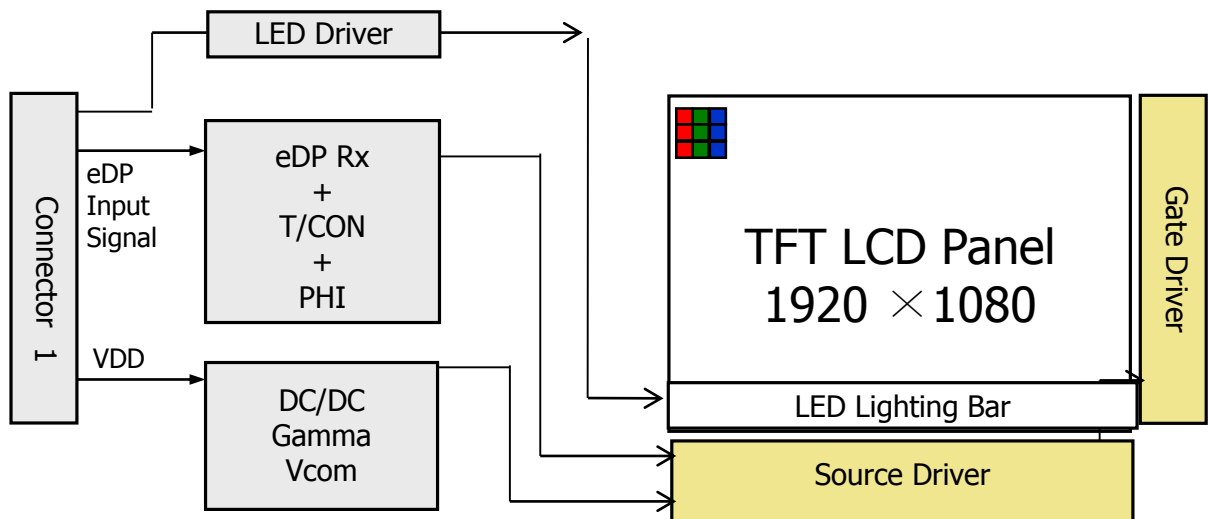 LED Driver
Connector 1
eDP
Input
Signal
eDP Rx
+
T/CON
+
PHI
VDD
DC/DC
Gamma
Vcom
TFT LCD Panel
1920 ×1080
LED Lighting Bar
Source Driver
Gate Driver